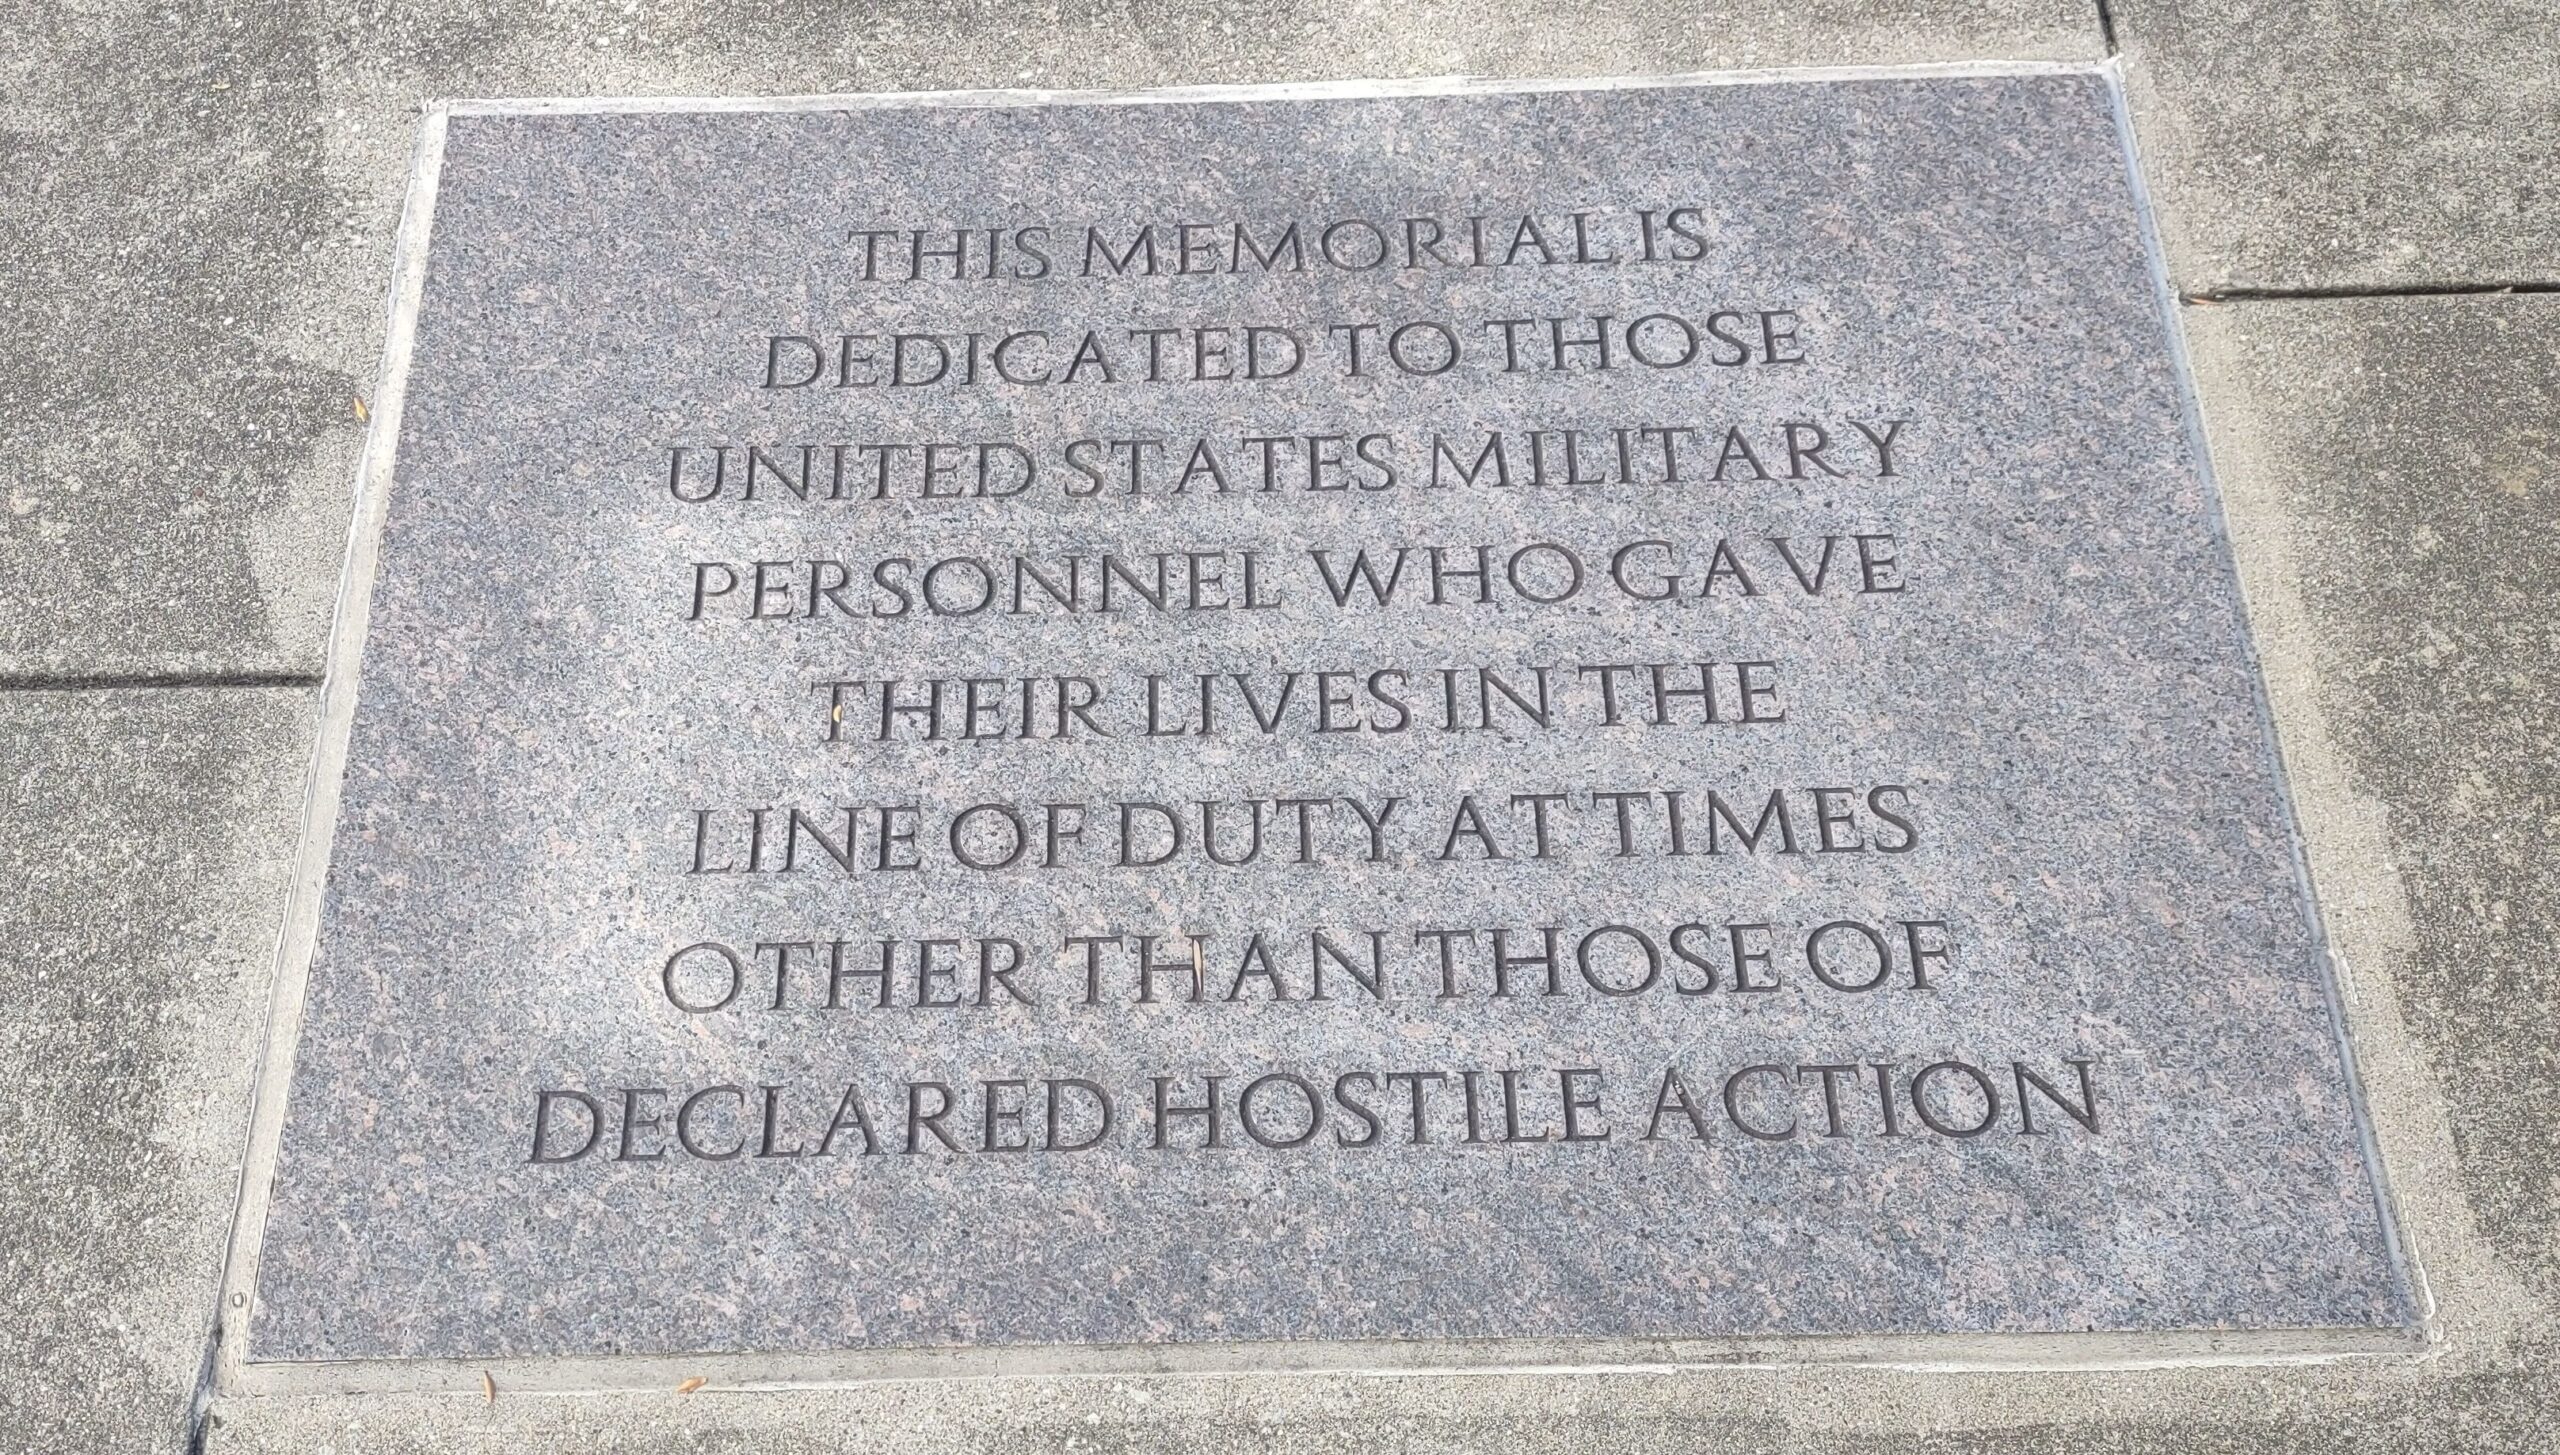 THIS MEMORIAL IS
DEDICATED TO THOSE
UNITED STATES MILITARY
PERSONNEL WHO GAVE
THEIR LIVES IN THE
LINE OF DUTY AT TIMES
OTHER THAN THOSE OF
DECLARED HOSTILE ACTION